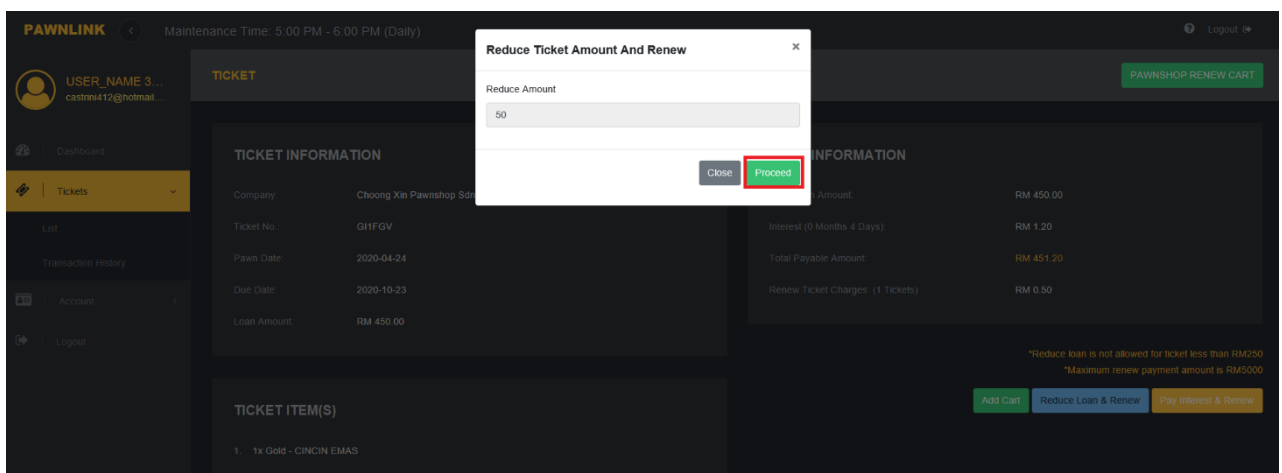 PAWNLINK
Maintenance Time: 5:00 PM - 6:00 PM (Daily)
Logout
USER_NAME 3...
castrini412@hotmail...
TICKET
PAWNSHOP RENEW CART
Reduce Ticket Amount And Renew
×
Reduce Amount
50
Close
Proceed
Dashboard
Tickets
List
Transaction History
Account
Logout
TICKET INFORMATION
Company:
Choong Xin Pawnshop Sdn
Ticket No.:
GI1FGV
Pawn Date:
2020-04-24
Due Date:
2020-10-23
Loan Amount:
RM 450.00
INFORMATION
Amount:
RM 450.00
Interest (0 Months 4 Days):
RM 1.20
Total Payable Amount:
RM 451.20
Renew Ticket Charges: (1 Tickets)
RM 0.50
*Reduce loan is not allowed for ticket less than RM250
*Maximum renew payment amount is RM5000
Add Cart
Reduce Loan & Renew
Pay Interest & Renew
TICKET ITEM(S)
1. 1x Gold - CINCIN EMAS